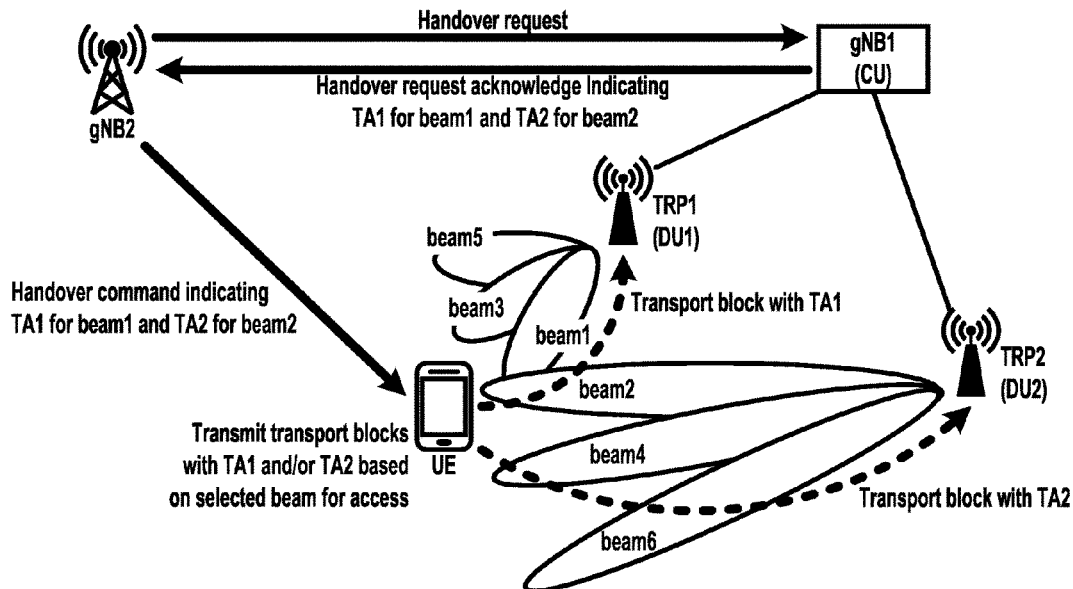 Handover request
gNB1
(CU)
Handover request acknowledge Indicating
TA1 for beam1 and TA2 for beam2
gNB2
TRP1
(DU1)
beam5
Handover command indicating
TA1 for beam1 and TA2 for beam2
beam3
Transport block with TA1
beam1
TRP2
(DU2)
beam2
Transmit transport blocks
with TA1 and/or TA2 based
on selected beam for access
UE
beam4
Transport block with TA2
beam6